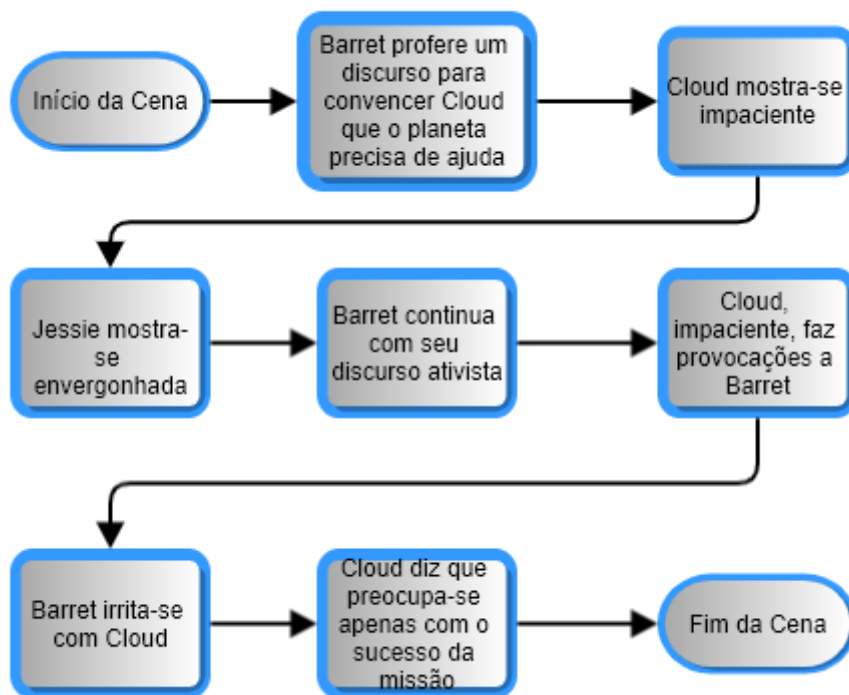 Início da Cena
Barret profere um
discurso para
convencer Cloud
que o planeta
precisa de ajuda
Cloud mostra-se
impaciente
Jessie mostra-
se
envergonhada
Barret continua
com seu
discurso ativista
Cloud,
impaciente, faz
provocações a
Barret
Barret irrita-se
com Cloud
Cloud diz que
preocupa-se
apenas com o
sucesso da
missão
Fim da Cena